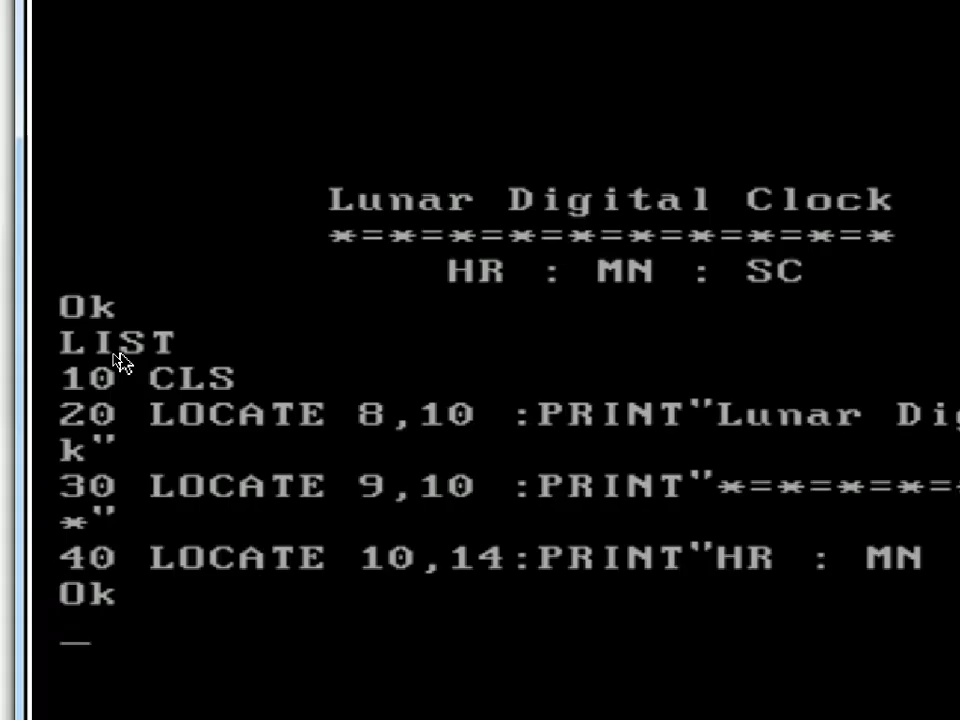 Lunar Digital Clock
*=*=*=*=*=*=*=*=*=*
HR : MN : SC
Ok
LIST
10 CLS
20 LOCATE 8,10 :PRINT"Lunar Dig
k"
30 LOCATE 9,10 :PRINT"*=*=*=*=
*"
40 LOCATE 10,14:PRINT"HR : MN
Ok
_